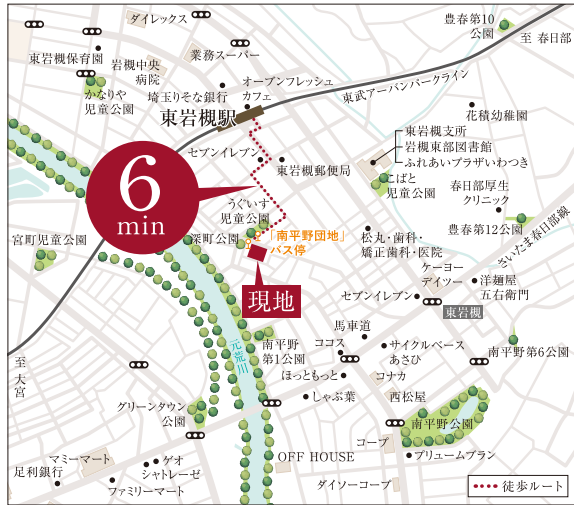 ダイレックス
豊春第10
公園
至 春日部
東岩槻保育園
岩槻中央
病院
業務スーパー
かなりや
児童公園
埼玉りそな銀行
オープンフレッシュ
カフェ
東武アーバンパークライン
東岩槻駅
花積幼稚園
東岩槻支所
岩槻東部図書館
ふれあいプラザいわつき
セブンイレブン
東岩槻郵便局
こばと
児童公園
6
min
うぐいす
児童公園
春日部厚生
クリニック
豊春第12公園
さいたま春日部線
宮町児童公園
深町公園
「南平野団地」
バス停
松丸・歯科・
矯正歯科・医院
ケーヨー
デイツー
洋麺屋
五右衛門
現地
セブンイレブン
東岩槻
馬車道
元荒川
南平野
第1公園
ココス
サイクルベース
あさひ
南平野第6公園
至 大宮
ほっともっと
コナカ
しゃぶ葉
西松屋
グリーンタウン
公園
南平野公園
コープ
OFF HOUSE
プリュームブラン
マミーマート
ゲオ
シャトレーゼ
足利銀行
ファミリーマート
ダイソーコープ
徒歩ルート